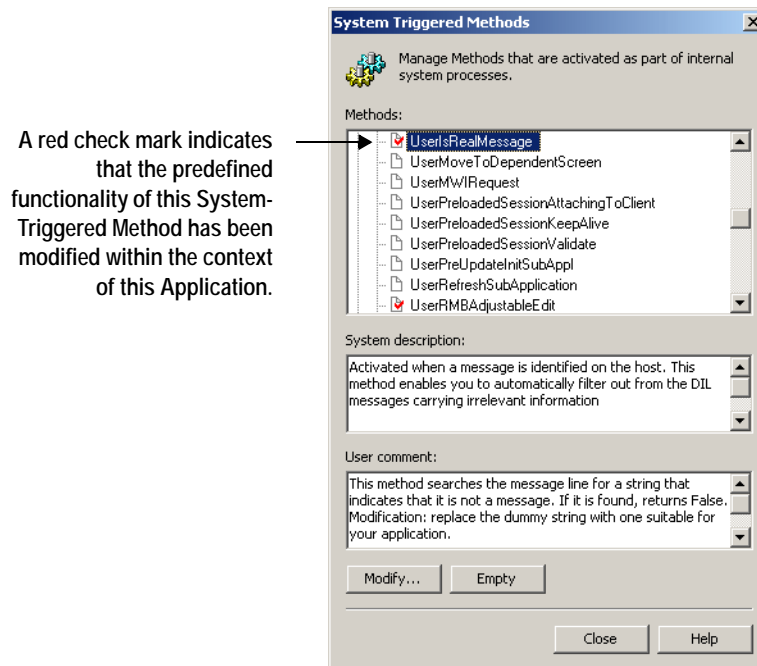 System Triggered Methods
Manage Methods that are activated as part of internal
system processes.
Methods:
A red check mark indicates
that the predefined
functionality of this System-
Triggered Method has been
modified within the context
of this Application.
UserIsRealMessage
UserMoveToDependentScreen
UserMWIRequest
UserPreloadedSessionAttachingToClient
UserPreloadedSessionKeepAlive
UserPreloadedSessionValidate
UserPreUpdateInitSubAppl
UserRefreshSubApplication
UserRMBAdjustableEdit
System description:
Activated when a message is identified on the host. This
method enables you to automatically filter out from the DIL
messages carrying irrelevant information
User comment:
This method searches the message line for a string that
indicates that it is not a message. If it is found, returns False.
Modification: replace the dummy string with one suitable for
your application.
Modify... Empty
Close Help